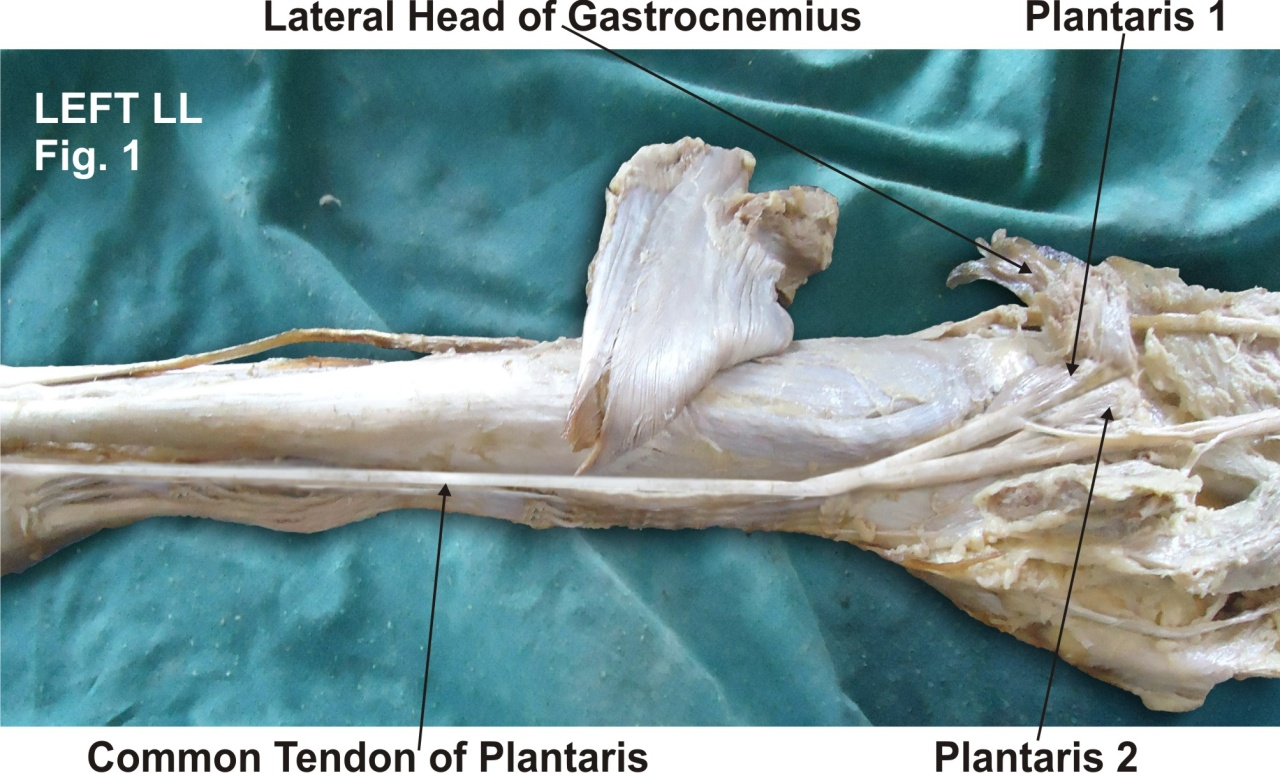 Lateral Head of Gastrocnemius
Plantaris 1
LEFT LL
Fig. 1
Common Tendon of Plantaris
Plantaris 2